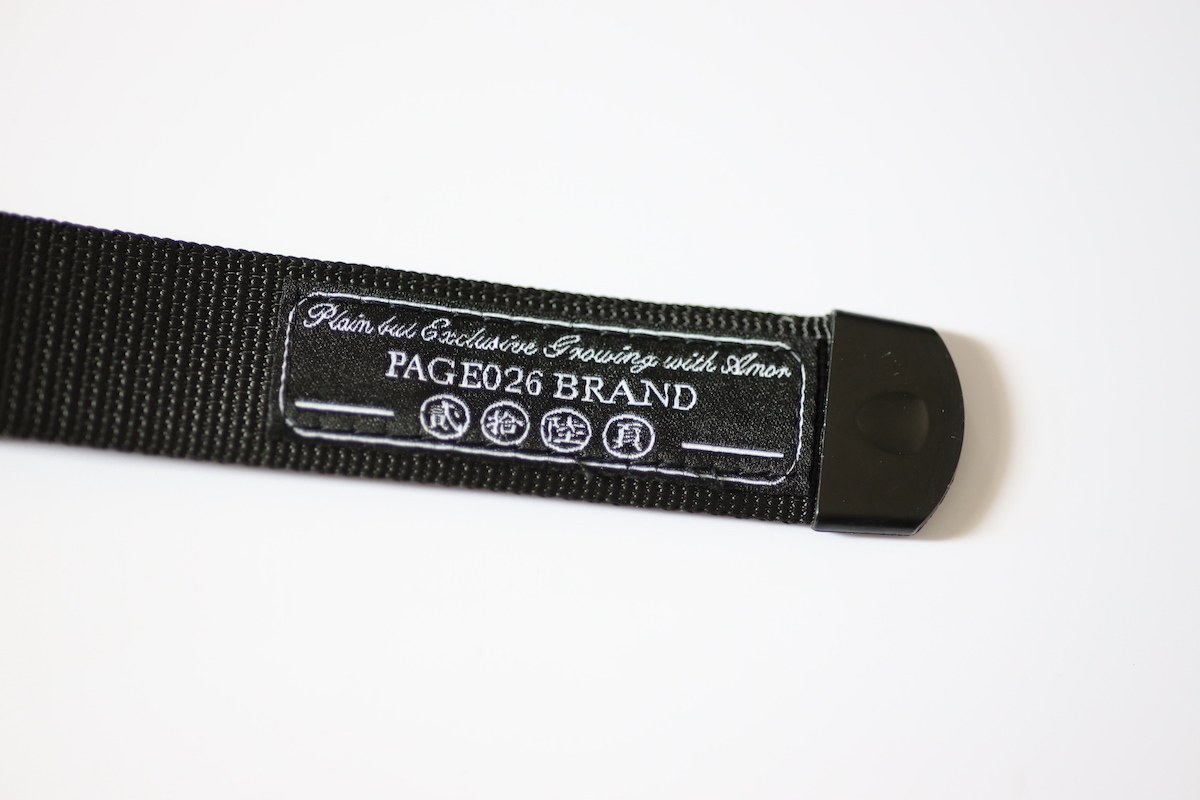 Plain but Exclusive Growing with Amor
PAGE026 BRAND
貳拾陸頁